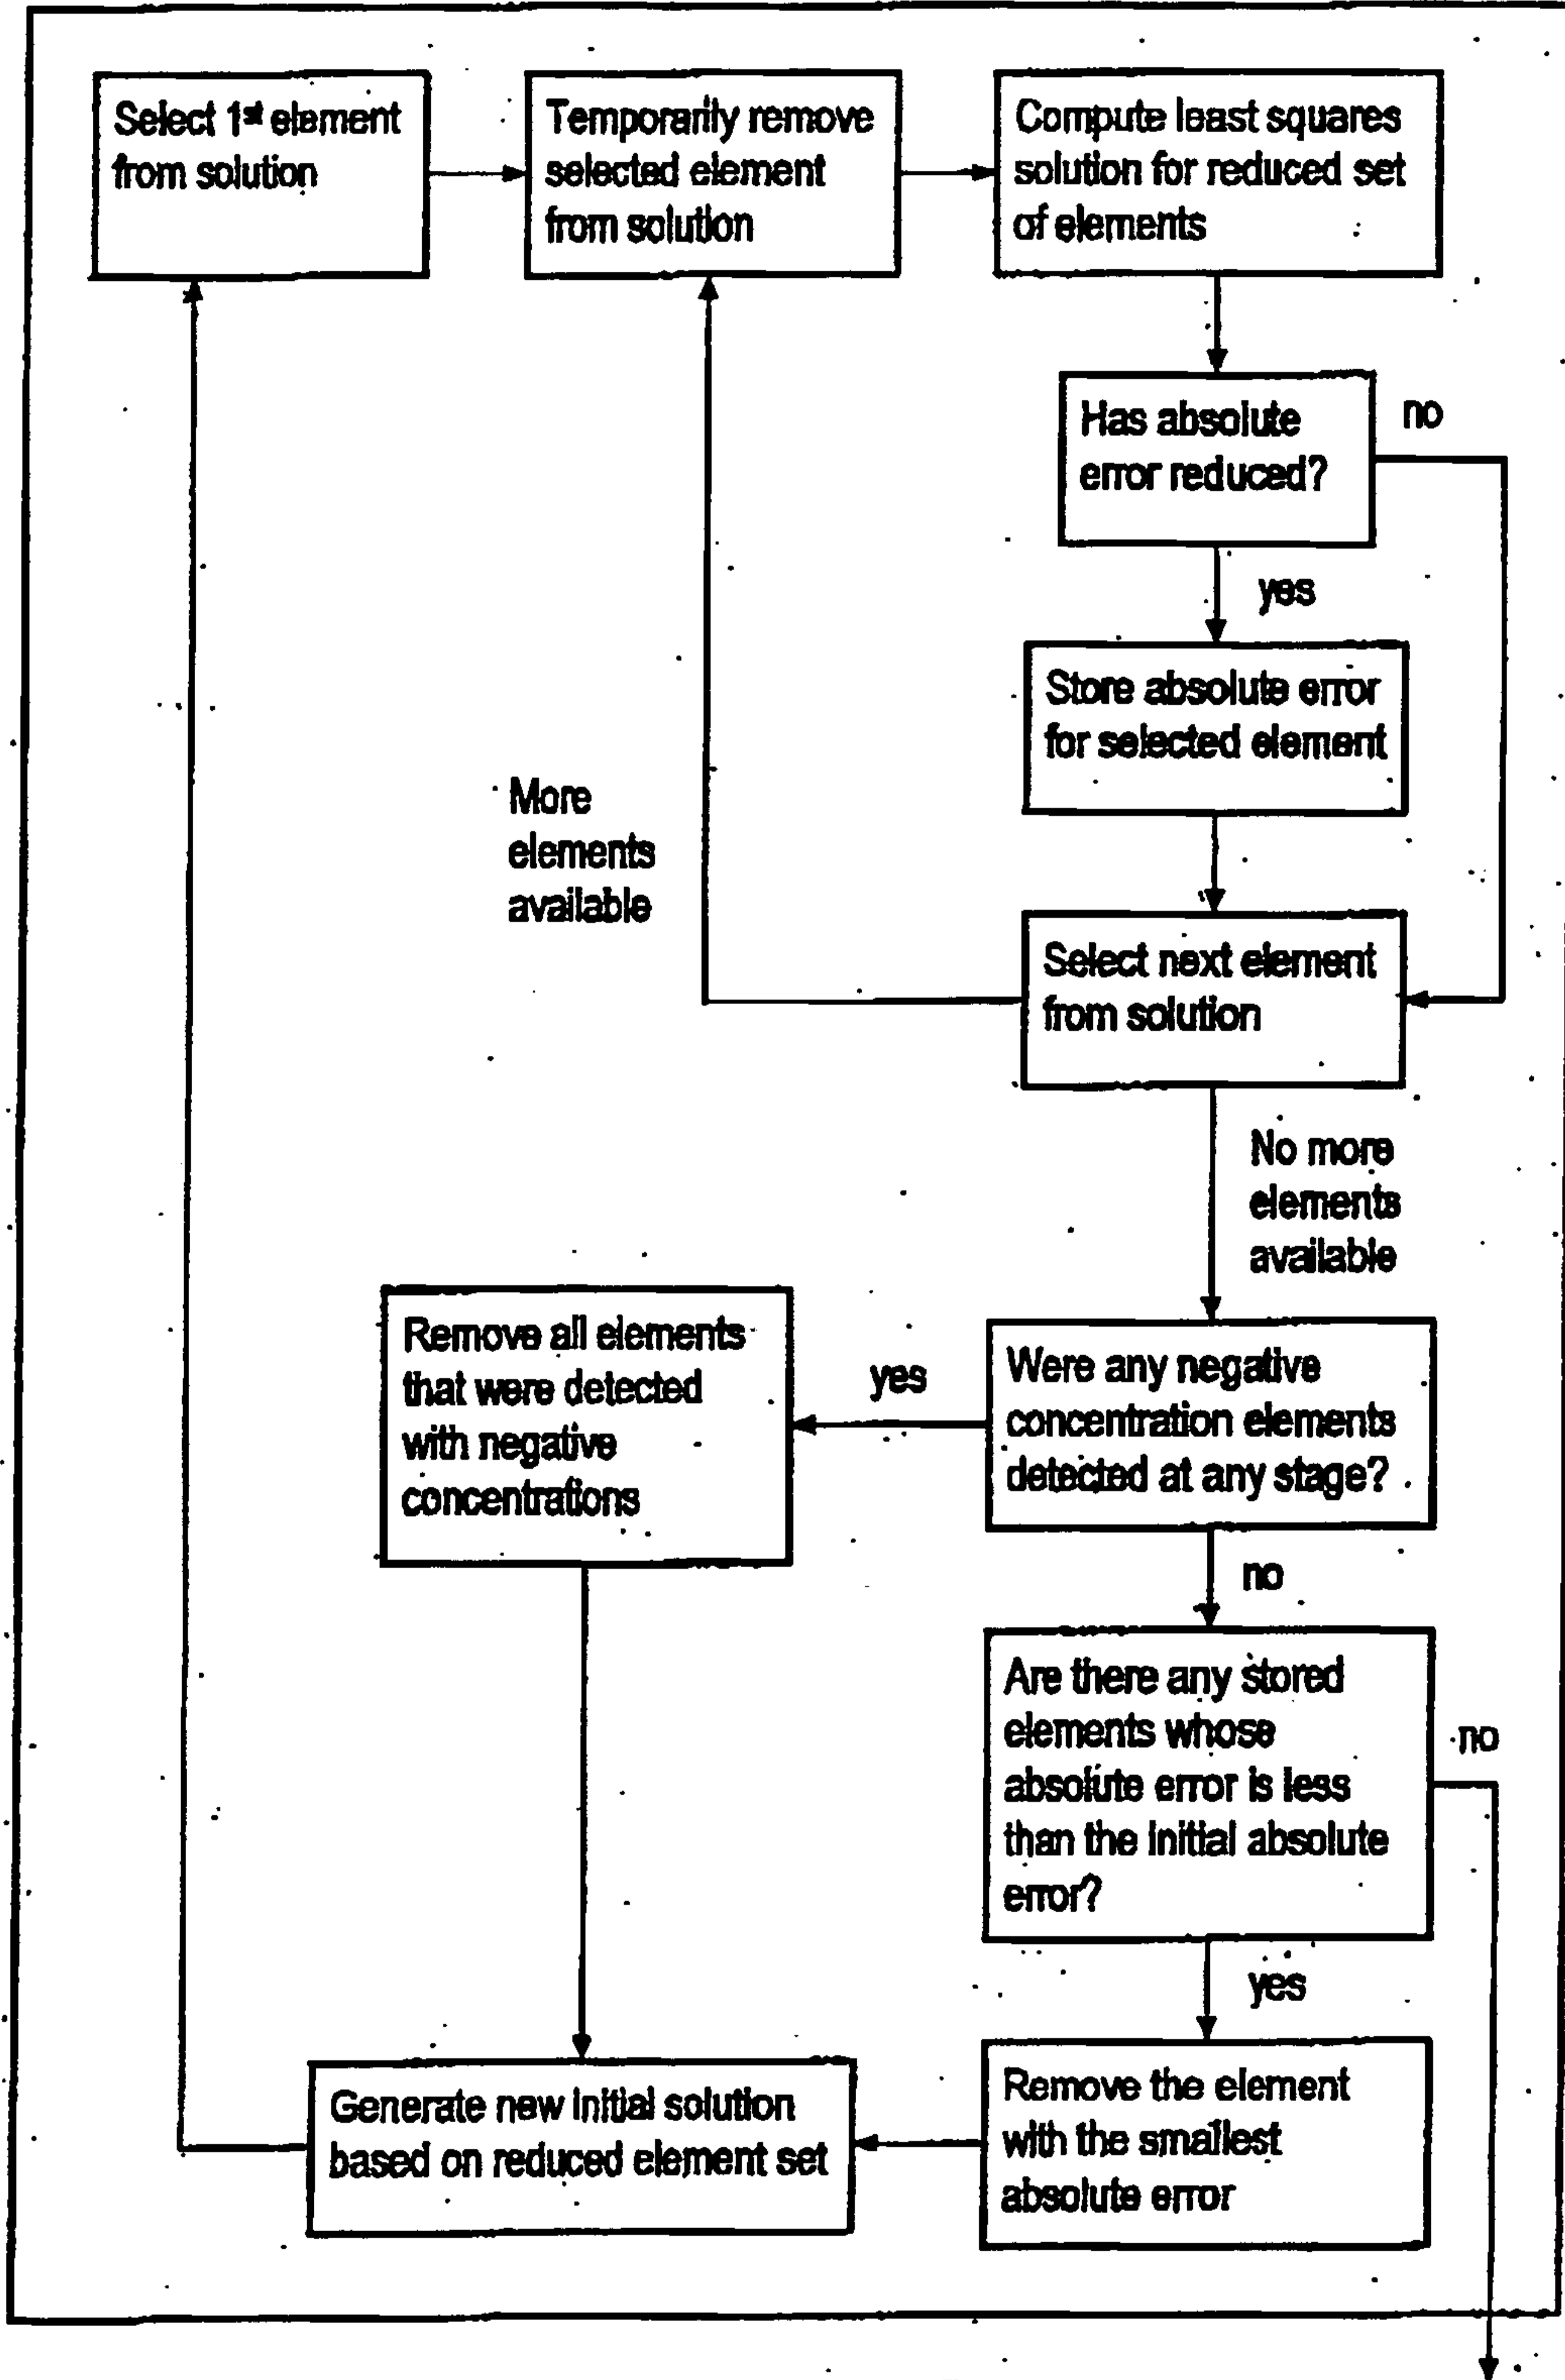 Select 1st element
from solution
Temporarily remove
selected element
from solution
Compute least squares
solution for reduced set
of elements
Has absolute
error reduced?
no
yes
Store absolute error
for selected element
More
elements
available
Select next element
from solution
No more
elements
available
Remove all elements
that were detected
with negative
concentrations
yes
Were any negative
concentration elements
detected at any stage?
no
Are there any stored
elements whose
absolute error is less
than the initial absolute
error?
no
yes
Generate new initial solution
based on reduced element set
Remove the element
with the smallest
absolute error